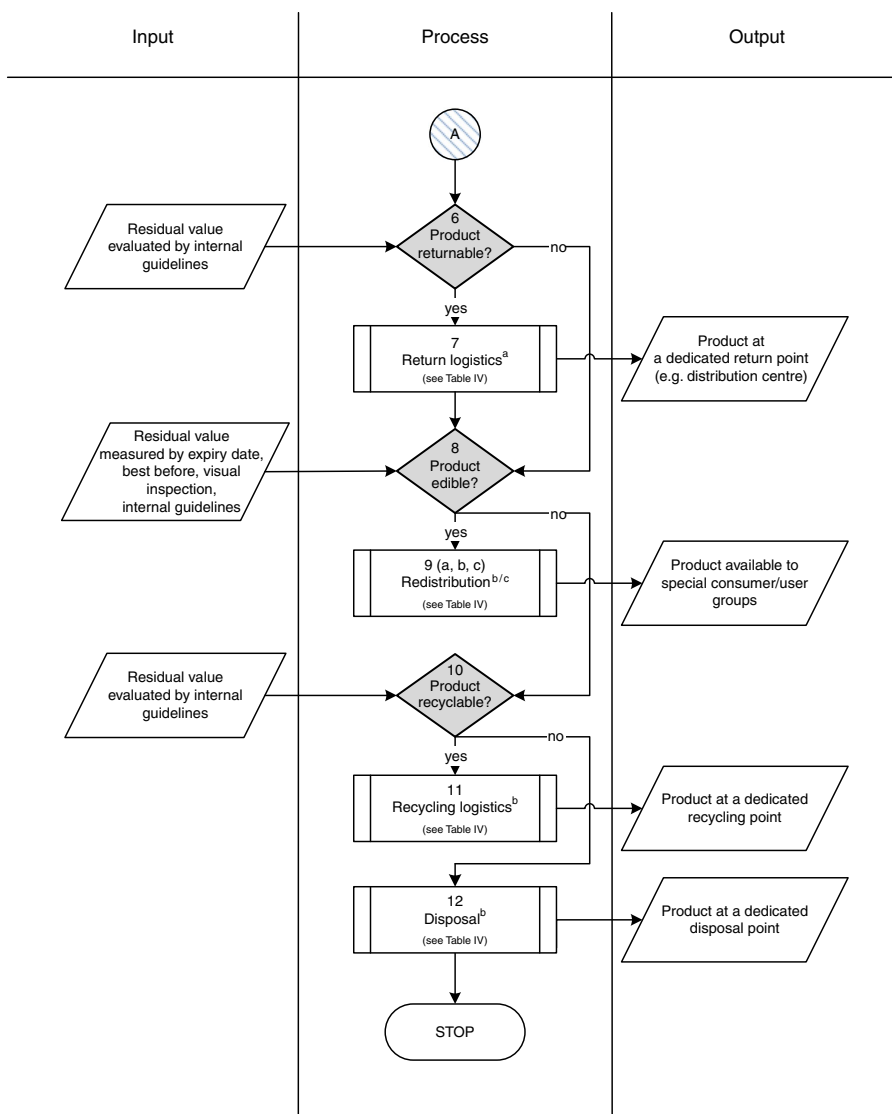 Input
Process
Output
A
Residual value
evaluated by internal
guidelines
6
Product
returnable?
no
yes
7
Return logistics^a
(see Table IV)
Product at
a dedicated return point
(e.g. distribution centre)
Residual value
measured by expiry date,
best before, visual
inspection,
internal guidelines
8
Product
edible?
no
yes
9 (a, b, c)
Redistribution^b/c
(see Table IV)
Product available to
special consumer/user
groups
Residual value
evaluated by internal
guidelines
10
Product
recyclable?
no
yes
11
Recycling logistics^b
(see Table IV)
Product at a dedicated
recycling point
12
Disposal^b
(see Table IV)
Product at a dedicated
disposal point
STOP